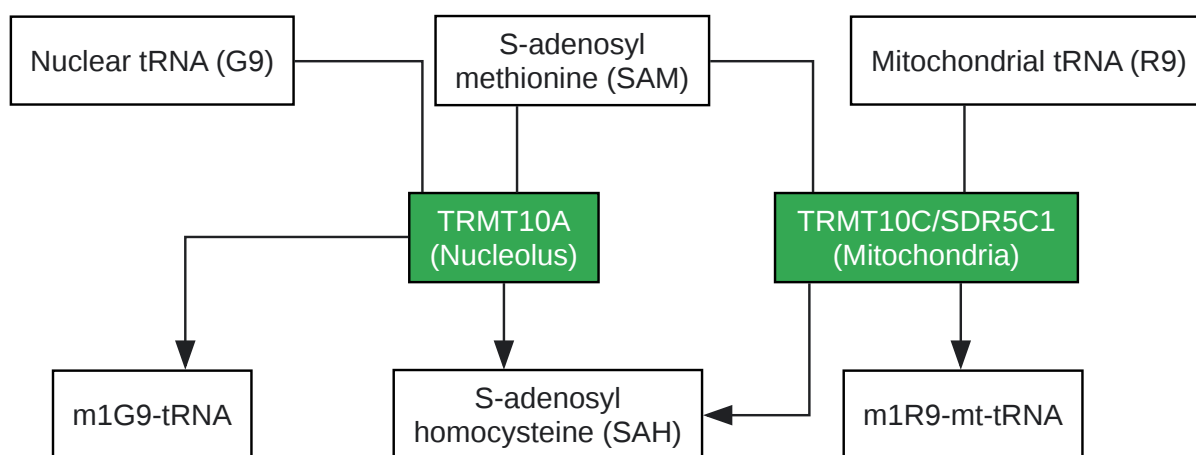 Nuclear tRNA (G9)
S-adenosyl
methionine (SAM)
Mitochondrial tRNA (R9)
TRMT10A
(Nucleolus)
TRMT10C/SDR5C1
(Mitochondria)
m1G9-tRNA
S-adenosyl
homocysteine (SAH)
m1R9-mt-tRNA